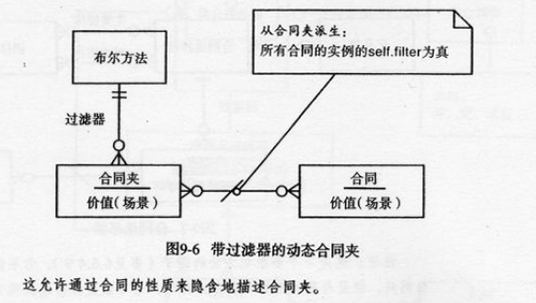 布尔方法
从合同夹派生：
所有合同的实例的self.filter为真
过滤器
合同夹
价值（场景）
合同
价值（场景）
图9-6 带过滤器的动态合同夹
这允许通过合同的性质来隐含地描述合同夹。